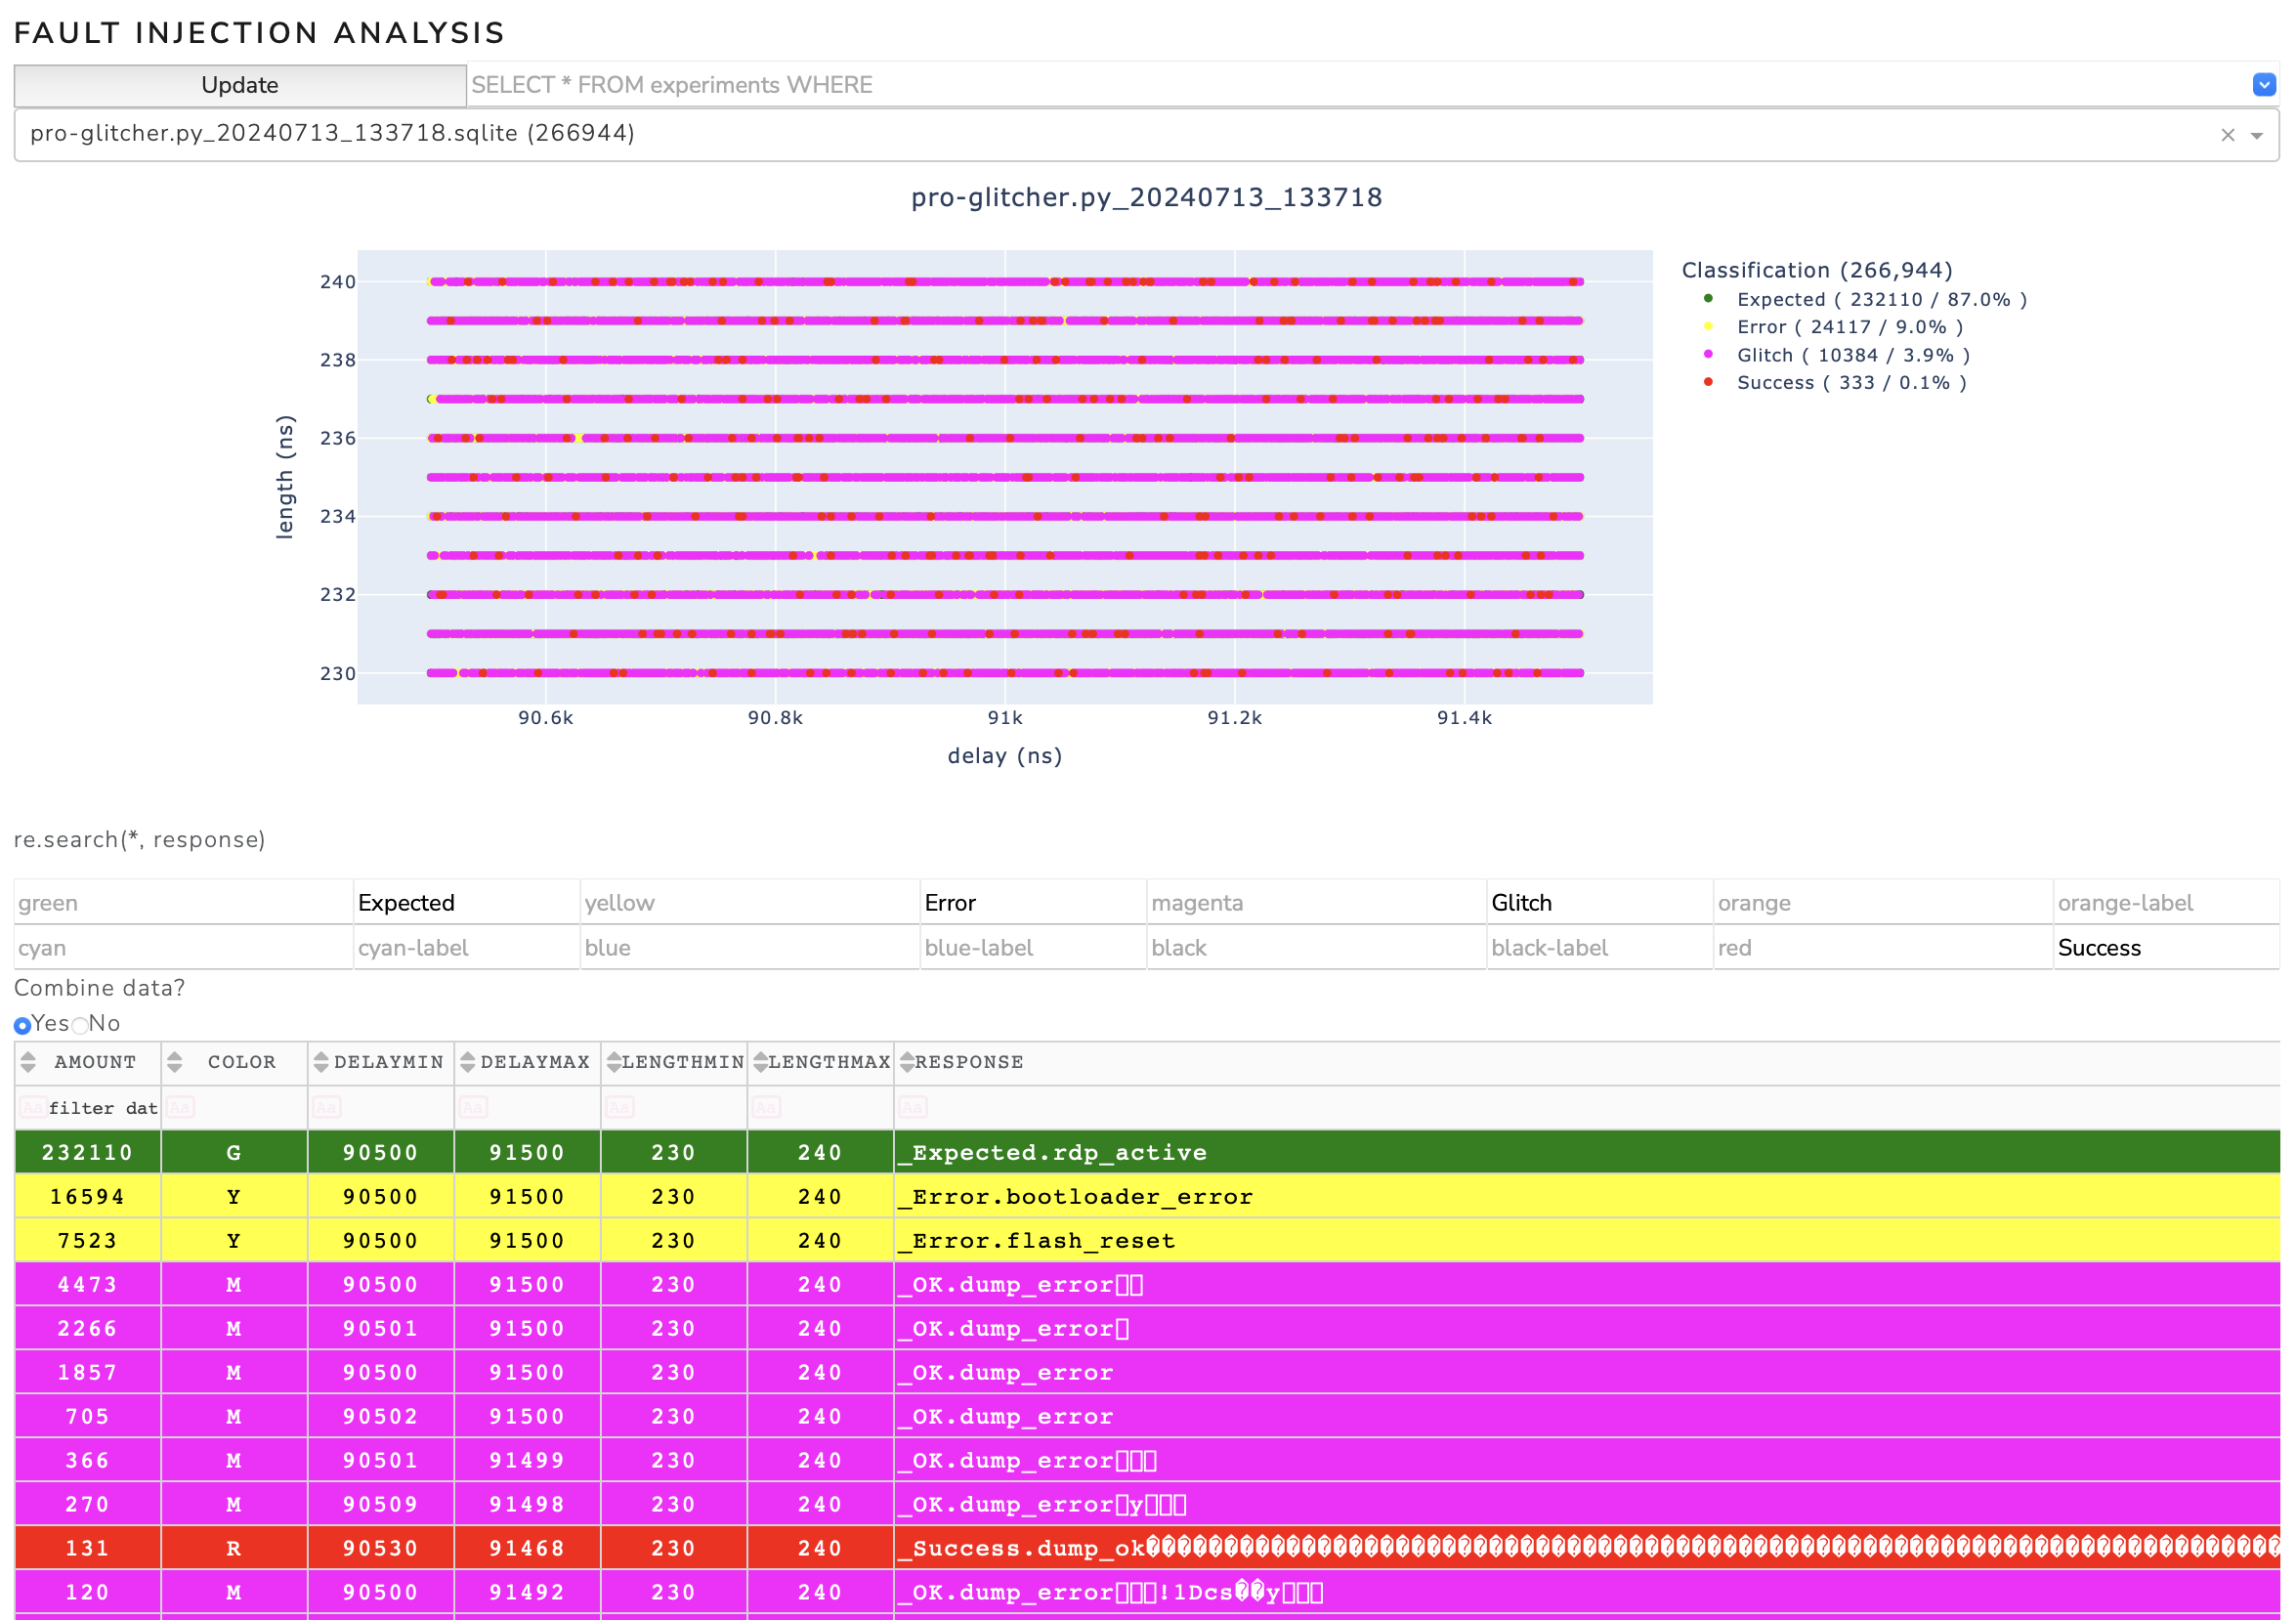 FAULT INJECTION ANALYSIS
Update SELECT * FROM experiments WHERE
pro-glitcher.py_20240713_133718.sqlite (266944)
pro-glitcher.py_20240713_133718
240
238
236
234
232
230
length (ns)
90.6k 90.8k 91k 91.2k 91.4k
delay (ns)
Classification (266,944)
Expected ( 232110 / 87.0% )
Error ( 24117 / 9.0% )
Glitch ( 10384 / 3.9% )
Success ( 333 / 0.1% )
re.search(*, response)
green Expected yellow Error magenta Glitch orange orange-label
cyan cyan-label blue blue-label black black-label red Success
Combine data?
Yes No
AMOUNT COLOR DELAYMIN DELAYMAX LENGTHMIN LENGTHMAX RESPONSE
Aa filter dat Aa Aa Aa Aa Aa Aa
232110 G 90500 91500 230 240 _Expected.rdp_active
16594 Y 90500 91500 230 240 _Error.bootloader_error
7523 Y 90500 91500 230 240 _Error.flash_reset
4473 M 90500 91500 230 240 _OK.dump_error▯▯
2266 M 90501 91500 230 240 _OK.dump_error▯
1857 M 90500 91500 230 240 _OK.dump_error
705 M 90502 91500 230 240 _OK.dump_error
366 M 90501 91499 230 240 _OK.dump_error▯▯▯
270 M 90509 91498 230 240 _OK.dump_error▯y▯▯▯
131 R 90530 91468 230 240 _Success.dump_ok
120 M 90500 91492 230 240 _OK.dump_error▯▯▯!1Dcs��y▯▯▯